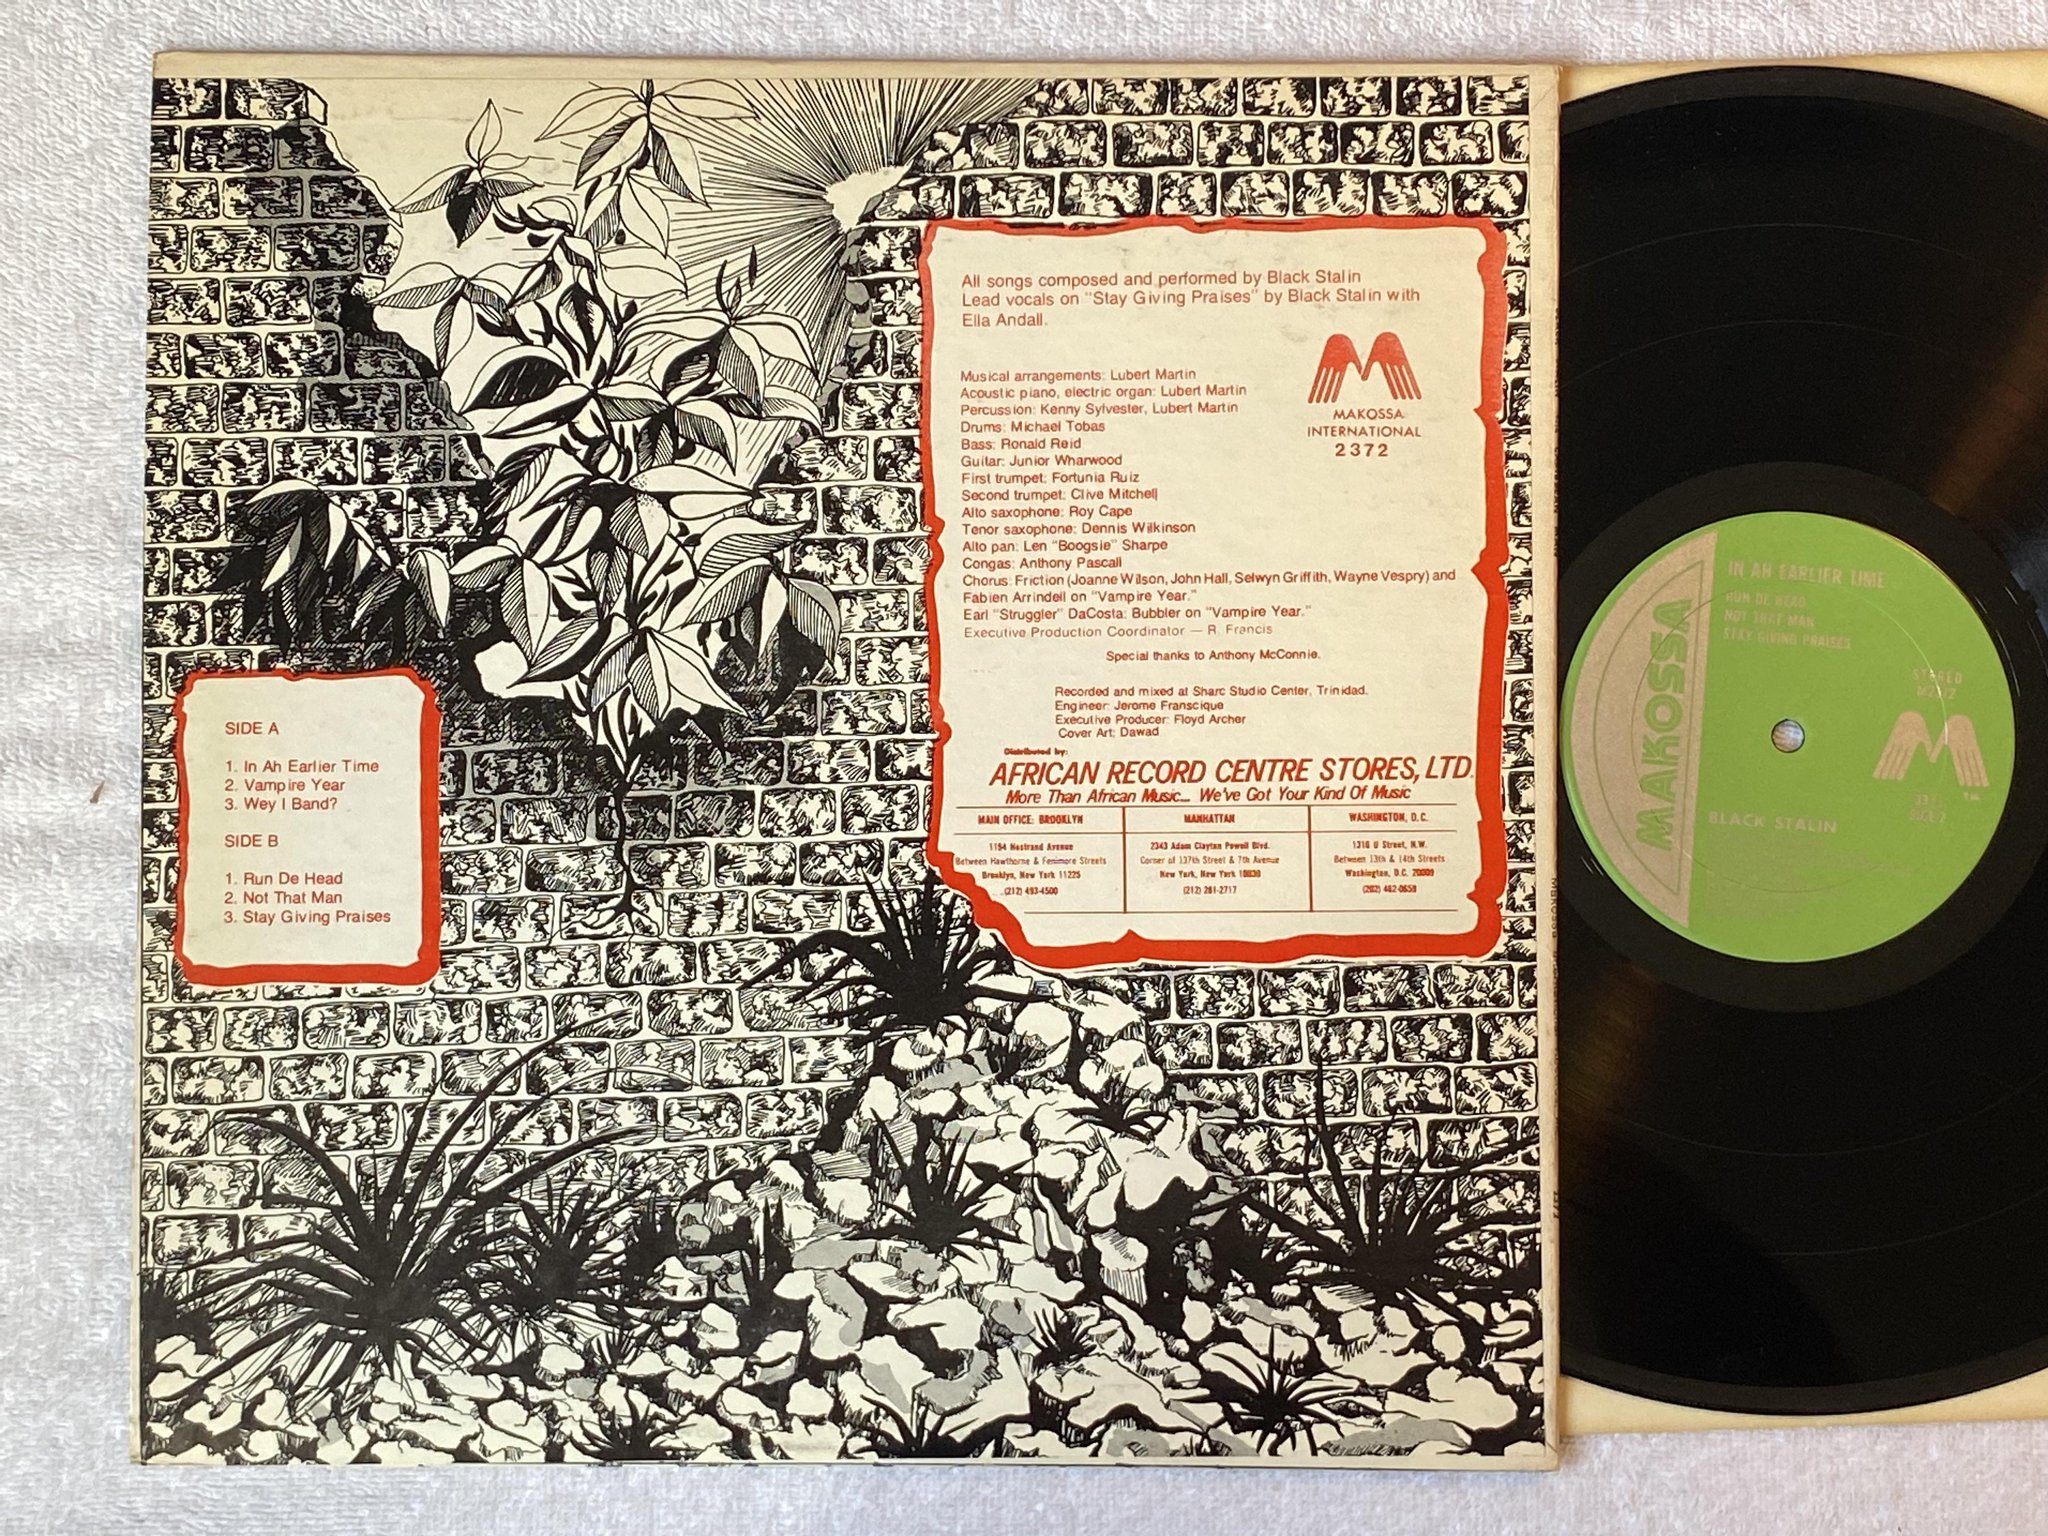 All songs composed and performed by Black Stalin
Lead vocals on "Stay Giving Praises" by Black Stalin with
Ella Andall.
MAKOSSA
INTERNATIONAL
2372
Musical arrangements: Lubert Martin
Acoustic piano, electric organ: Lubert Martin
Percussion: Kenny Sylvester, Lubert Martin
Drums: Michael Tobas
Bass: Ronald Reid
Guitar: Junior Wharwood
First trumpet: Fortunia Ruiz
Second trumpet: Clive Mitchell
Alto saxophone: Roy Cape
Tenor saxophone: Dennis Wilkinson
Alto pan: Len "Boogsie" Sharpe
Congas: Anthony Pascall
Chorus: Friction (Joanne Wilson, John Hall, Selwyn Griffith, Wayne Vespry) and
Fabien Arrindell on "Vampire Year."
Earl "Struggler" DaCosta: Bubbler on "Vampire Year."
Executive Production Coordinator — R. Francis
Special thanks to Anthony McConnie.
Recorded and mixed at Sharc Studio Center, Trinidad.
Engineer: Jerome Franscique
Executive Producer: Floyd Archer
Cover Art: Dawad
Distributed by:
AFRICAN RECORD CENTRE STORES, LTD.
More Than African Music... We've Got Your Kind Of Music
MAIN OFFICE: BROOKLYN
1194 Nostrand Avenue
Between Hawthorne & Fenimore Streets
Brooklyn, New York 11225
(212) 493-4500
MANHATTAN
2343 Adam Clayton Powell Blvd.
Corner of 137th Street & 7th Avenue
New York, New York 10030
(212) 281-2717
WASHINGTON, D.C.
1318 U Street, N.W.
Between 13th & 14th Streets
Washington, D.C. 20009
(202) 462-0659
SIDE A
1. In Ah Earlier Time
2. Vampire Year
3. Wey I Band?
SIDE B
1. Run De Head
2. Not That Man
3. Stay Giving Praises
MAKOSSA
IN AH EARLIER TIME
RUN DE HEAD
NOT THAT MAN
STAY GIVING PRAISES
STEREO
SIDE 2
BLACK STALIN